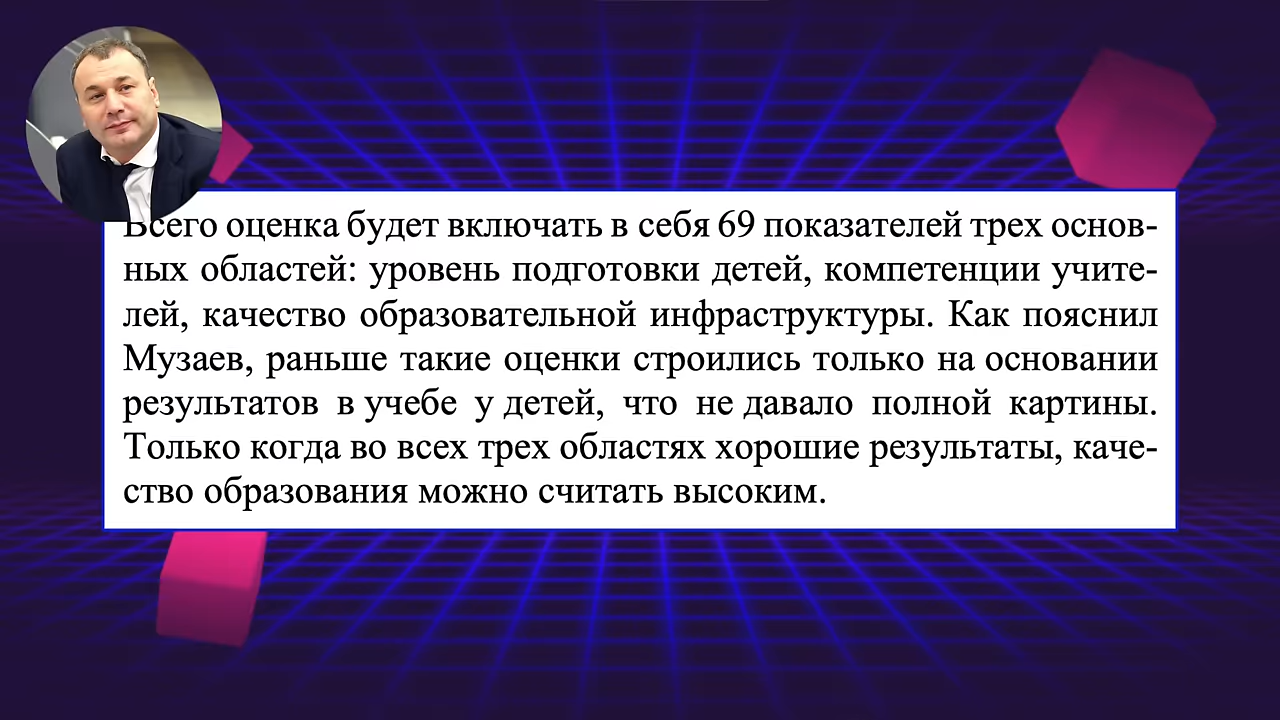 Всего оценка будет включать в себя 69 показателей трех основ-
ных областей: уровень подготовки детей, компетенции учите-
лей, качество образовательной инфраструктуры. Как пояснил
Музаев, раньше такие оценки строились только на основании
результатов в учебе у детей, что не давало полной картины.
Только когда во всех трех областях хорошие результаты, каче-
ство образования можно считать высоким.